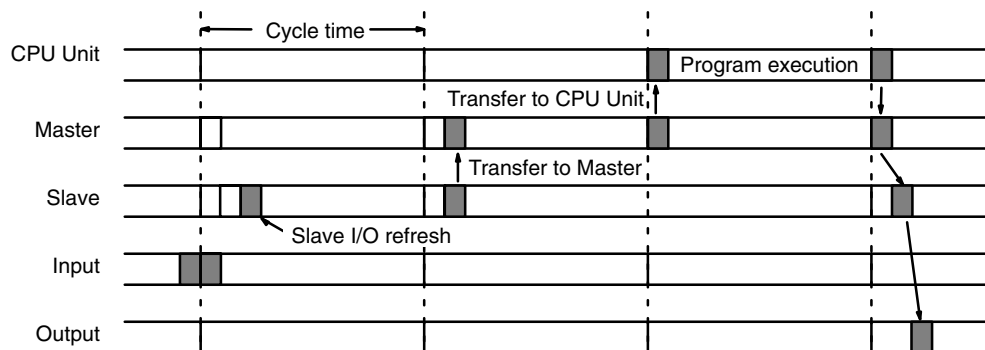 Cycle time
CPU Unit
Program execution
Transfer to CPU Unit
Master
Transfer to Master
Slave
Slave I/O refresh
Input
Output